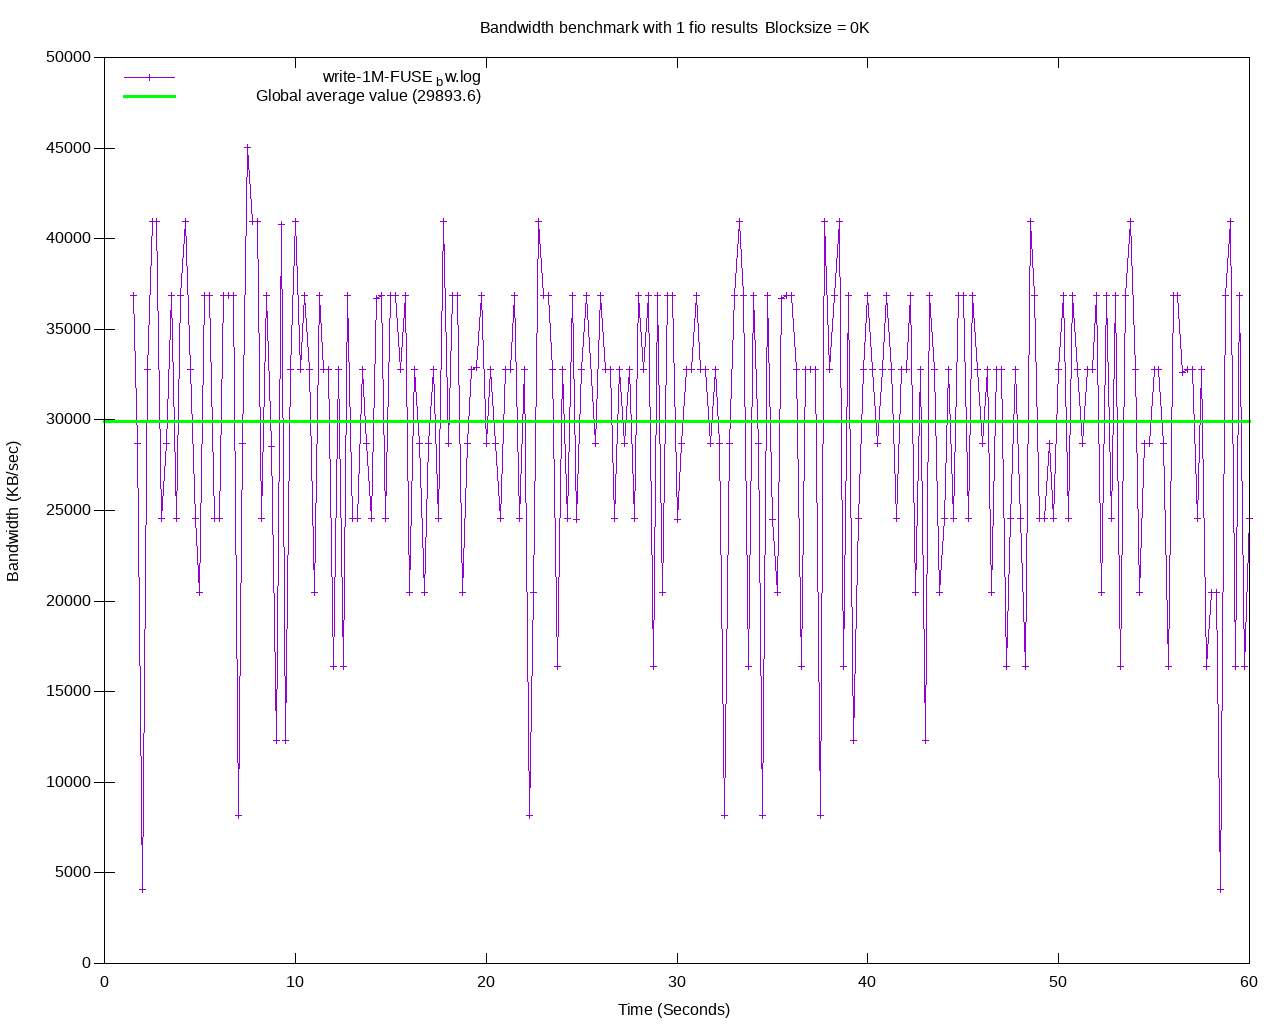 Bandwidth benchmark with 1 fio results Blocksize = 0K
50000
write-1M-FUSE_bw.log
Global average value (29893.6)
45000
40000
35000
30000
25000
20000
15000
10000
5000
0
Bandwidth (KB/sec)
0 10 20 30 40 50 60
Time (Seconds)